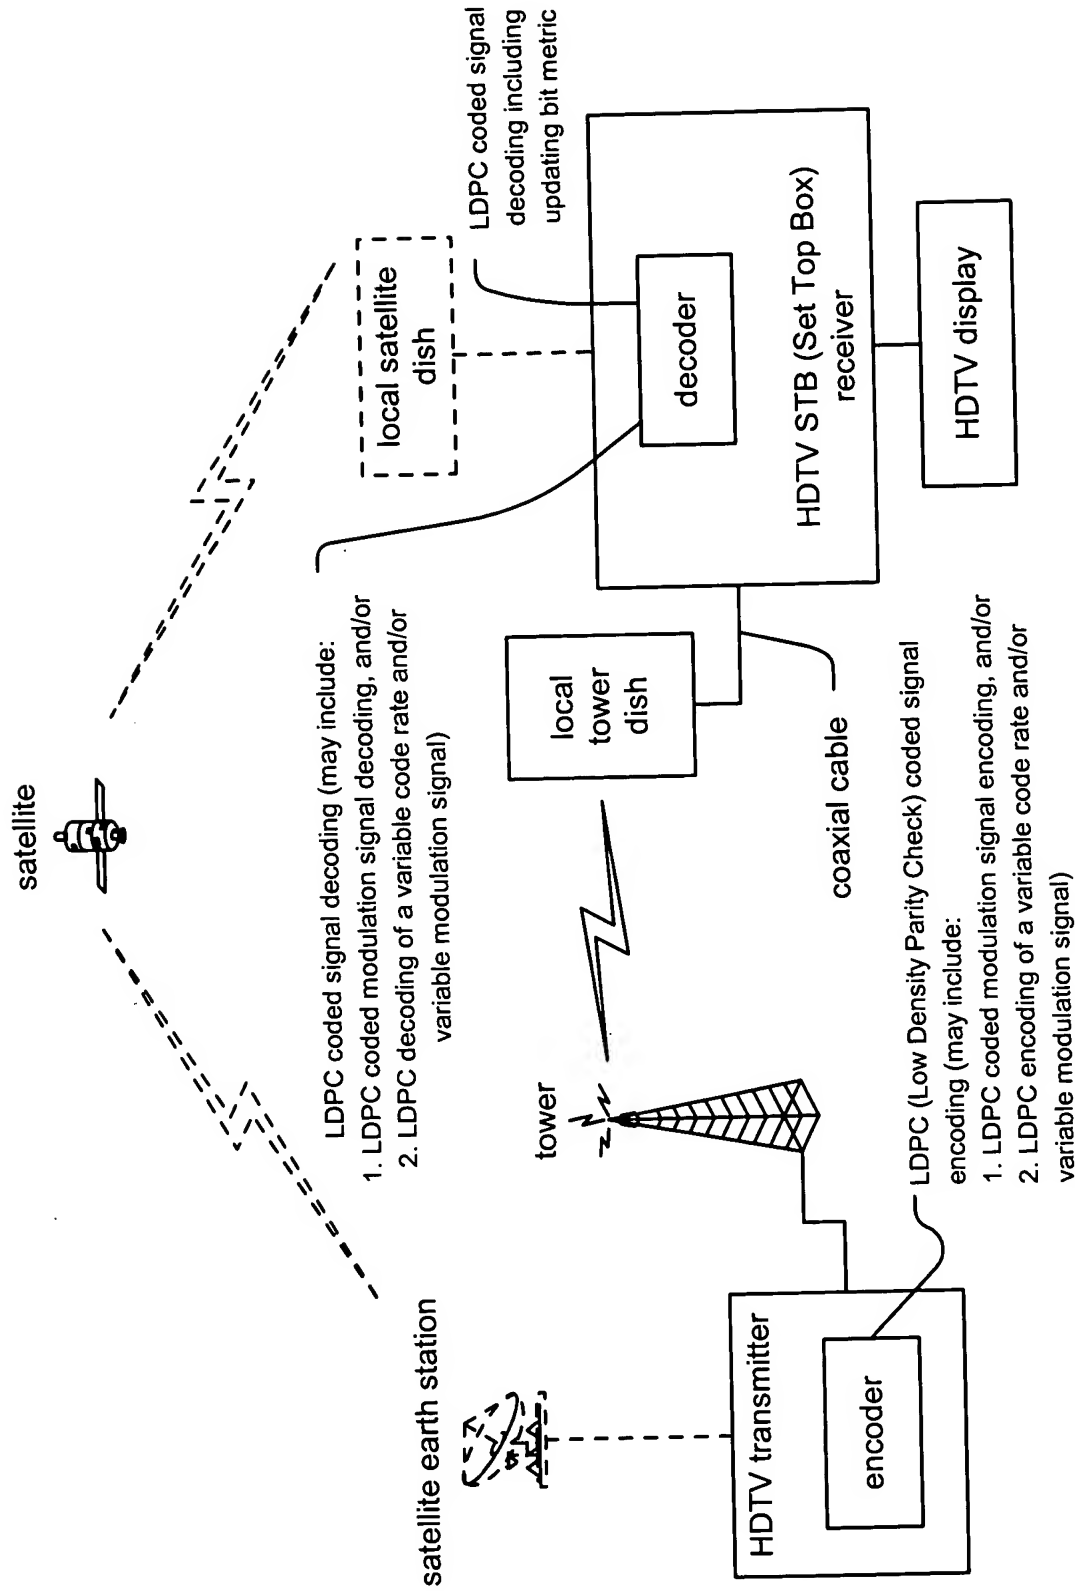 satellite
satellite earth station
LDPC coded signal decoding (may include:
1. LDPC coded modulation signal decoding, and/or
2. LDPC decoding of a variable code rate and/or
variable modulation signal)
local satellite
dish
LDPC coded signal
decoding including
updating bit metric
tower
local
tower
dish
decoder
HDTV STB (Set Top Box)
receiver
HDTV transmitter
encoder
coaxial cable
HDTV display
LDPC (Low Density Parity Check) coded signal
encoding (may include:
1. LDPC coded modulation signal encoding, and/or
2. LDPC encoding of a variable code rate and/or
variable modulation signal)